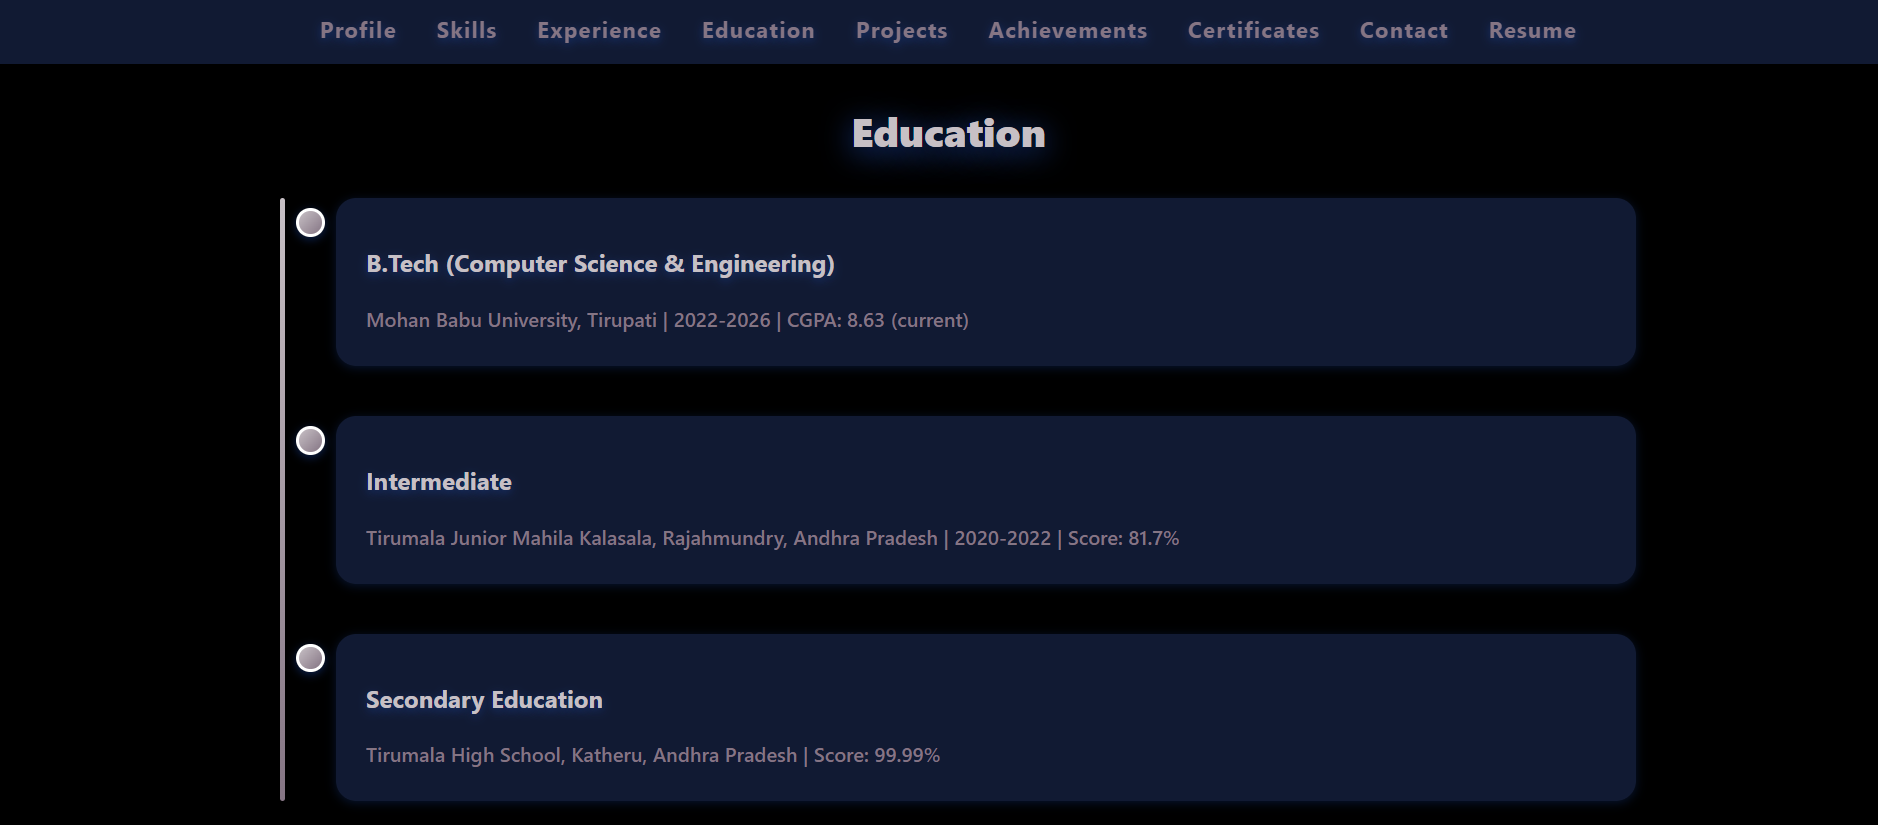 Profile Skills Experience Education Projects Achievements Certificates Contact Resume
Education
B.Tech (Computer Science & Engineering)
Mohan Babu University, Tirupati | 2022-2026 | CGPA: 8.63 (current)
Intermediate
Tirumala Junior Mahila Kalasala, Rajahmundry, Andhra Pradesh | 2020-2022 | Score: 81.7%
Secondary Education
Tirumala High School, Katheru, Andhra Pradesh | Score: 99.99%